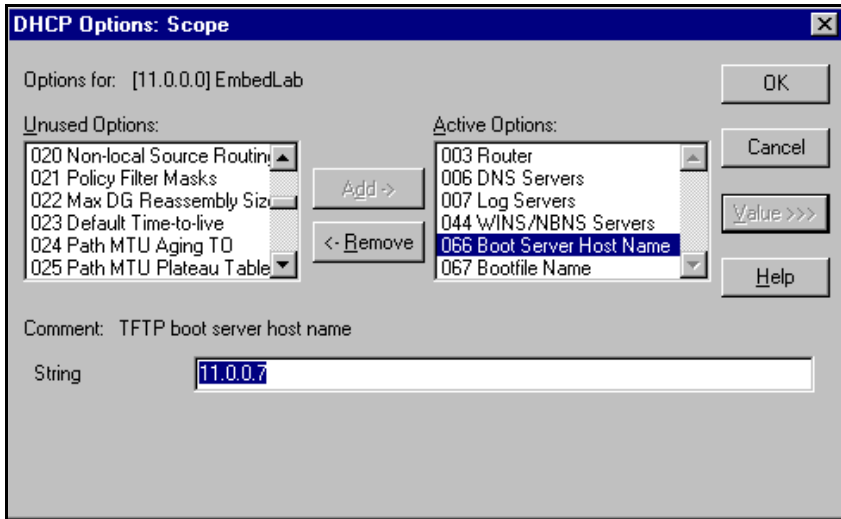 DHCP Options: Scope
Options for: [11.0.0.0] EmbedLab
OK
Unused Options:
Active Options:
020 Non-local Source Routing
021 Policy Filter Masks
022 Max DG Reassembly Size
023 Default Time-to-live
024 Path MTU Aging TO
025 Path MTU Plateau Table
Add ->
<- Remove
003 Router
006 DNS Servers
007 Log Servers
044 WINS/NBNS Servers
066 Boot Server Host Name
067 Bootfile Name
Cancel
Value >>>
Help
Comment: TFTP boot server host name
String 11.0.0.7